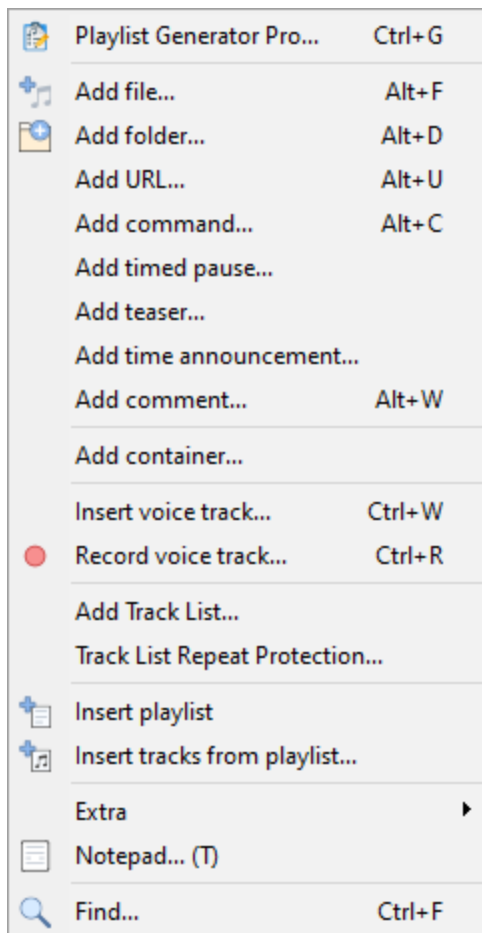 Playlist Generator Pro... Ctrl+G
Add file... Alt+F
Add folder... Alt+D
Add URL... Alt+U
Add command... Alt+C
Add timed pause...
Add teaser...
Add time announcement...
Add comment... Alt+W
Add container...
Insert voice track... Ctrl+W
Record voice track... Ctrl+R
Add Track List...
Track List Repeat Protection...
Insert playlist
Insert tracks from playlist...
Extra
Notepad... (T)
Find... Ctrl+F